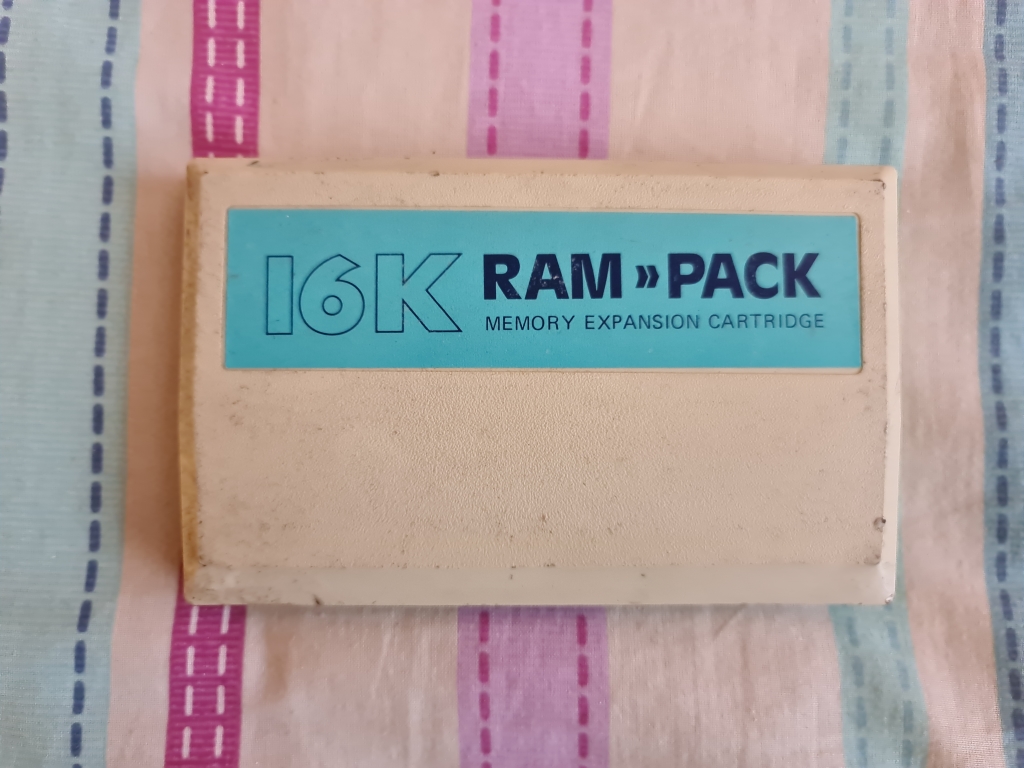 16K RAM » PACK
MEMORY EXPANSION CARTRIDGE